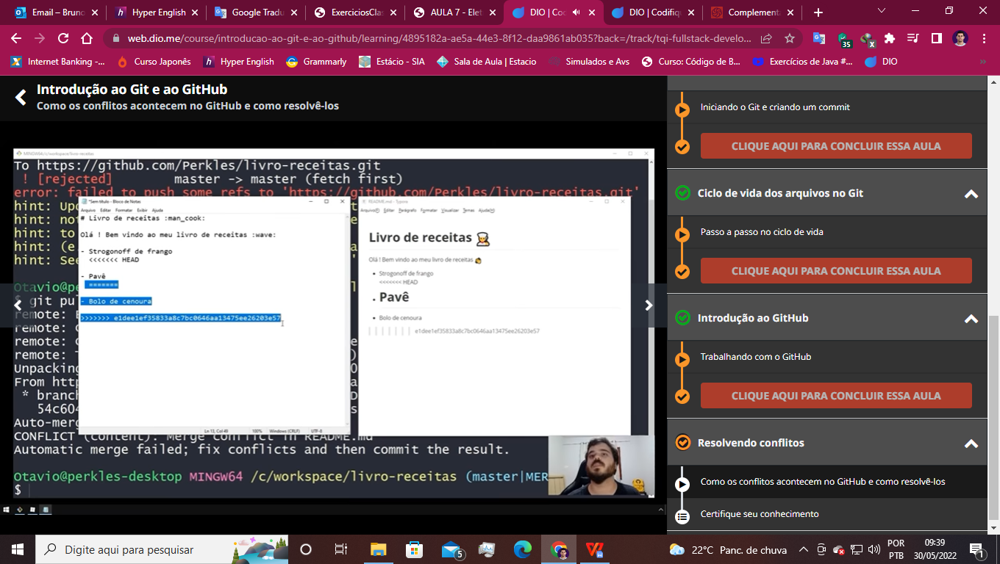 Email – Bruno
Hyper English
Google Tradu
ExerciciosClas
AULA 7 - Elet
DIO | Coc
DIO | Codifiq
Complementa
web.dio.me/course/introducao-ao-git-e-ao-github/learning/4895182a-ae5a-44e3-8f12-daa9861ab035?back=/track/tqi-fullstack-develo...
35
X
Internet Banking -...
Curso Japonês
Hyper English
Grammarly
Estácio - SIA
Sala de Aula | Estacio
Simulados e Avs
Curso: Código de B...
Exercícios de Java #...
DIO
Introdução ao Git e ao GitHub
Como os conflitos acontecem no GitHub e como resolvê-los
MINGW64:/c/workspace/livro-receitas
To https://github.com/Perkles/livro-receitas.git
! [rejected] master -> master (fetch first)
error: failed to push some refs to 'https://github.com/Perkles/livro-receitas.git'
hint: Upd
hint: not
hint: to
hint: (e
hint: See
Otavio@pe
$ git pul
remote: E
remote: C
remote: C
remote: T
Unpacking
From http
* branch
54c604
Auto-merg
CONFLICT (content): Merge conflict in README.md
Automatic merge failed; fix conflicts and then commit the result.
Otavio@perkles-desktop MINGW64 /c/workspace/livro-receitas (master|MER
$
*Sem título - Bloco de Notas
Arquivo Editar Formatar Exibir Ajuda
# Livro de receitas :man_cook:
Olá ! Bem vindo ao meu livro de receitas :wave:
- Strogonoff de frango
<<<<<<< HEAD
- Pavê
=======
- Bolo de cenoura
>>>>>>> e1dee1ef35833a8c7bc0646aa13475ee26203e57
Ln 13, Col 49 100% Windows (CRLF) UTF-8
README.md - Typora
Arquivo(F) Editar Parágrafo Formatar Visualizar Temas Ajuda(H)
Livro de receitas
Olá ! Bem vindo ao meu livro de receitas
Strogonoff de frango
<<<<<<< HEAD
Pavê
Bolo de cenoura
e1dee1ef35833a8c7bc0646aa13475ee26203e57
Iniciando o Git e criando um commit
CLIQUE AQUI PARA CONCLUIR ESSA AULA
Ciclo de vida dos arquivos no Git
Passo a passo no ciclo de vida
CLIQUE AQUI PARA CONCLUIR ESSA AULA
Introdução ao GitHub
Trabalhando com o GitHub
CLIQUE AQUI PARA CONCLUIR ESSA AULA
Resolvendo conflitos
Como os conflitos acontecem no GitHub e como resolvê-los
Certifique seu conhecimento
Digite aqui para pesquisar
5
22°C Panc. de chuva
POR
PTB
09:39
30/05/2022
1